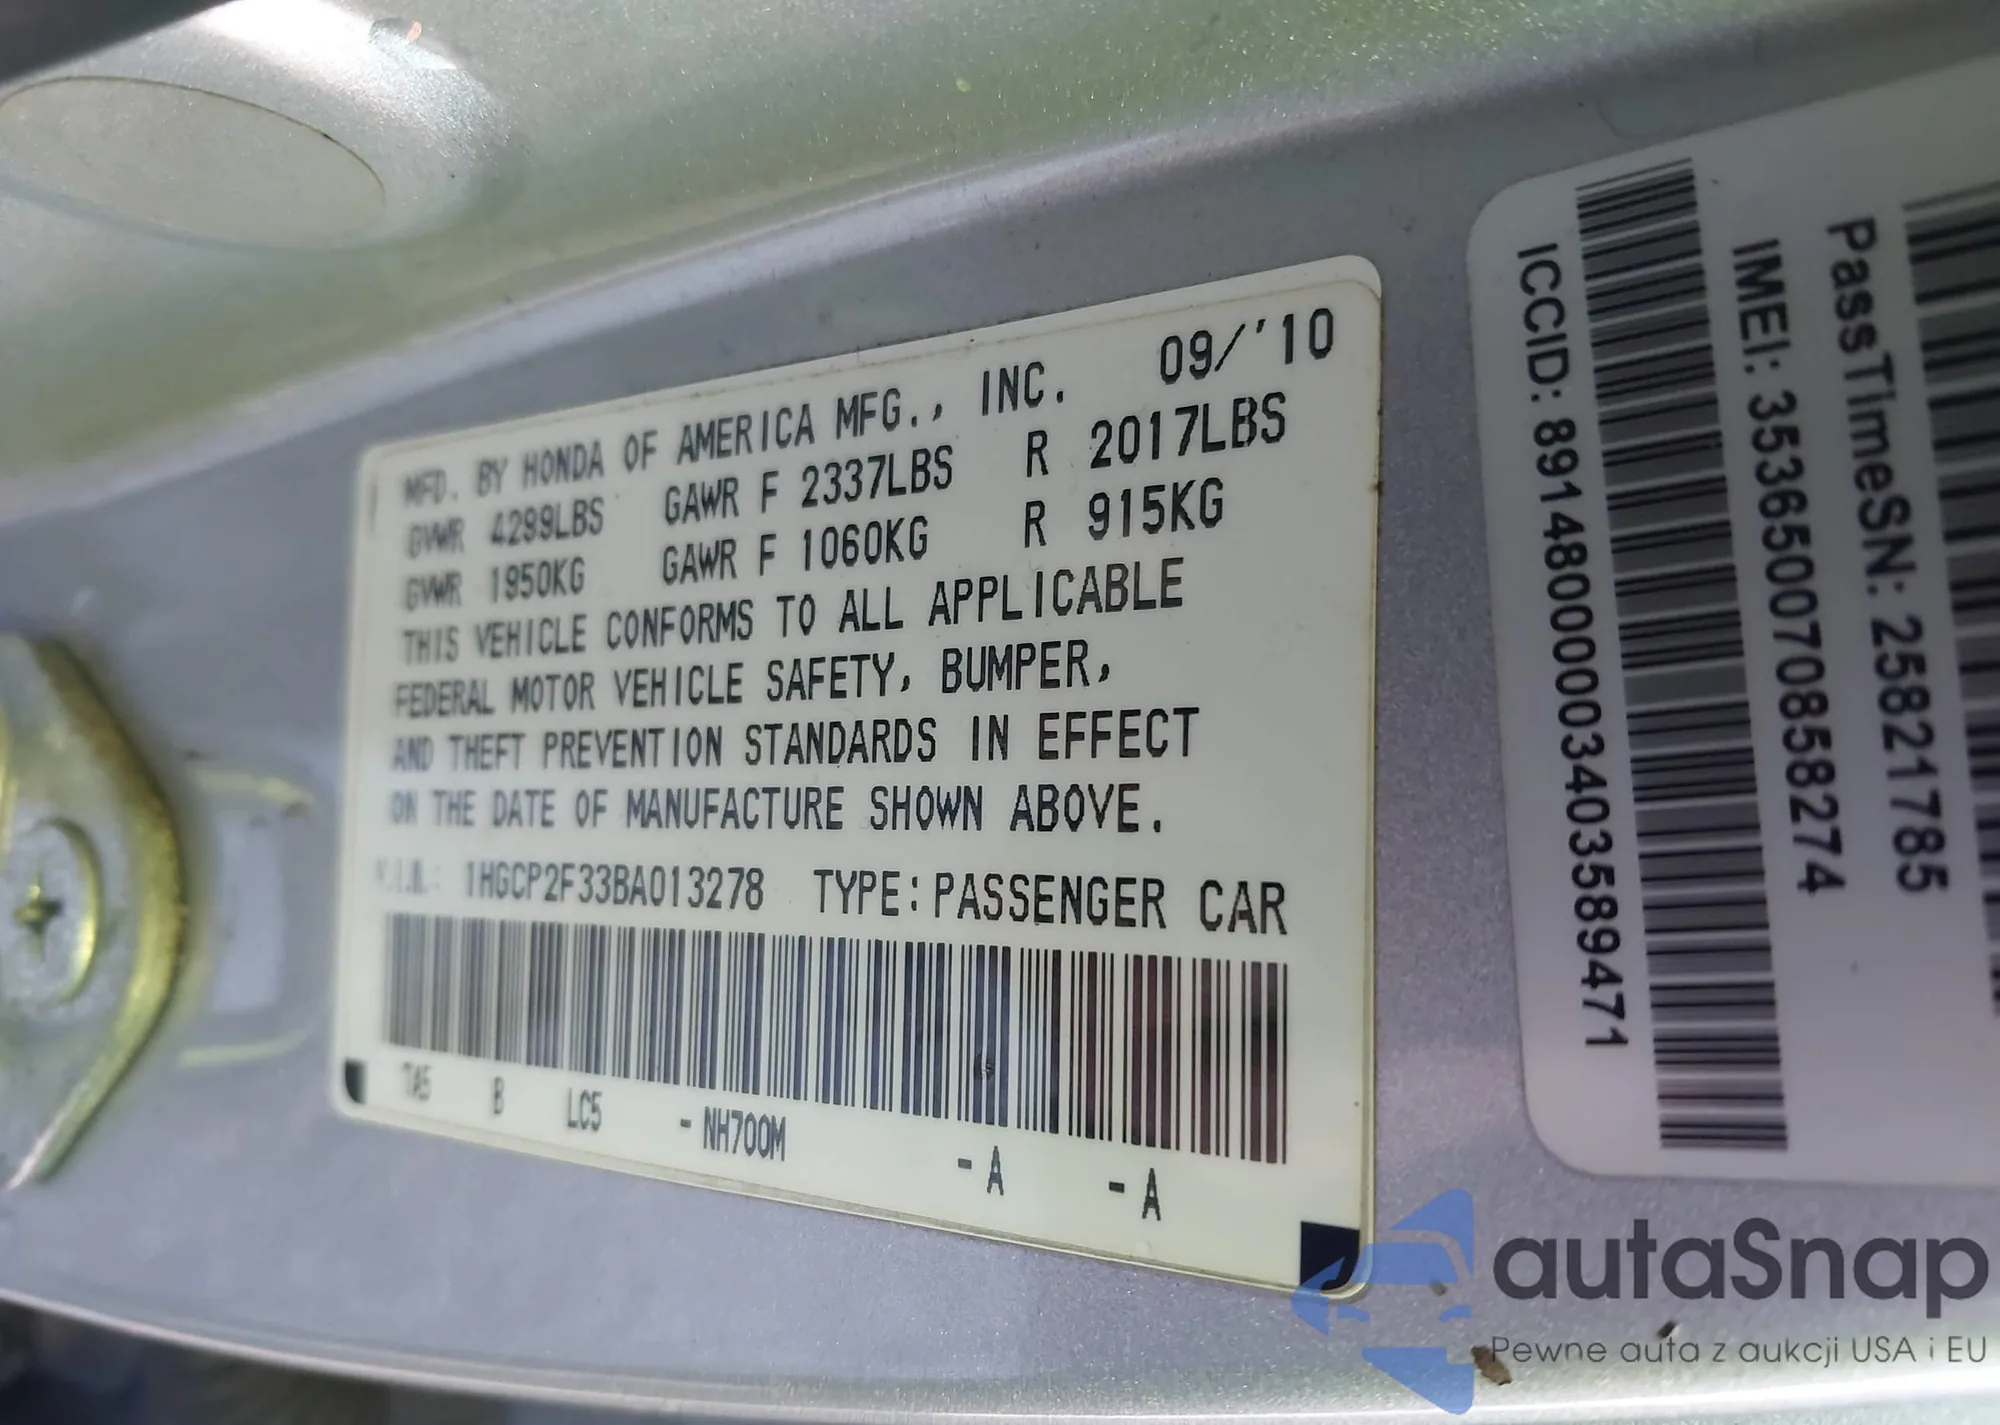 MFD. BY HONDA OF AMERICA MFG., INC. 09/'10
GVWR 4299LBS GAWR F 2337LBS R 2017LBS
GVWR 1950KG GAWR F 1060KG R 915KG
THIS VEHICLE CONFORMS TO ALL APPLICABLE
FEDERAL MOTOR VEHICLE SAFETY, BUMPER,
AND THEFT PREVENTION STANDARDS IN EFFECT
ON THE DATE OF MANUFACTURE SHOWN ABOVE.
V.I.N.: 1HGCP2F33BA013278 TYPE: PASSENGER CAR
TA5 B LC5 -NH700M -A -A
ICCID: 89148000003403589471
IMEI: 353650070858274
PassTimeSN: 25821785
autaSnap
Pewne auta z aukcji USA i EU